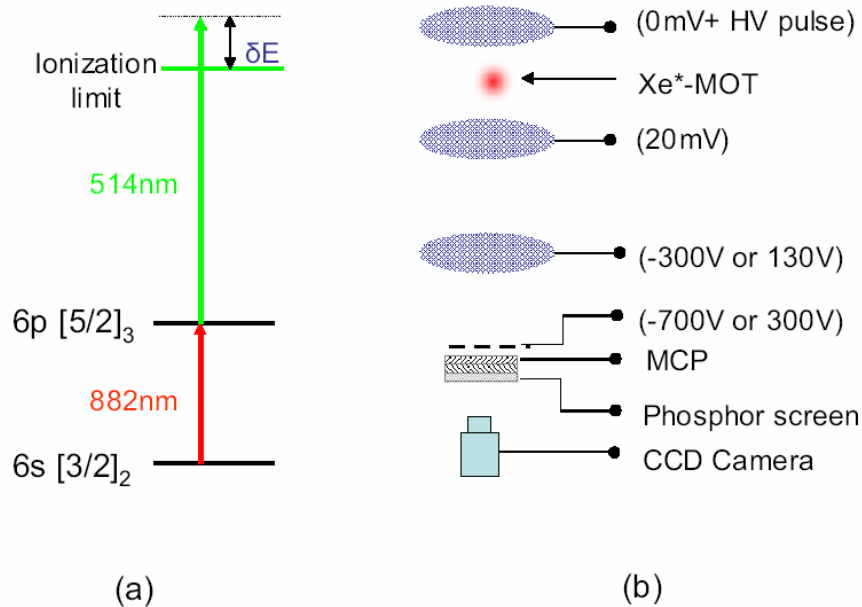 δE
Ionization
limit
514nm
6p [5/2]₃
882nm
6s [3/2]₂
(a)
(0mV+ HV pulse)
Xe*-MOT
(20mV)
(-300V or 130V)
(-700V or 300V)
MCP
Phosphor screen
CCD Camera
(b)